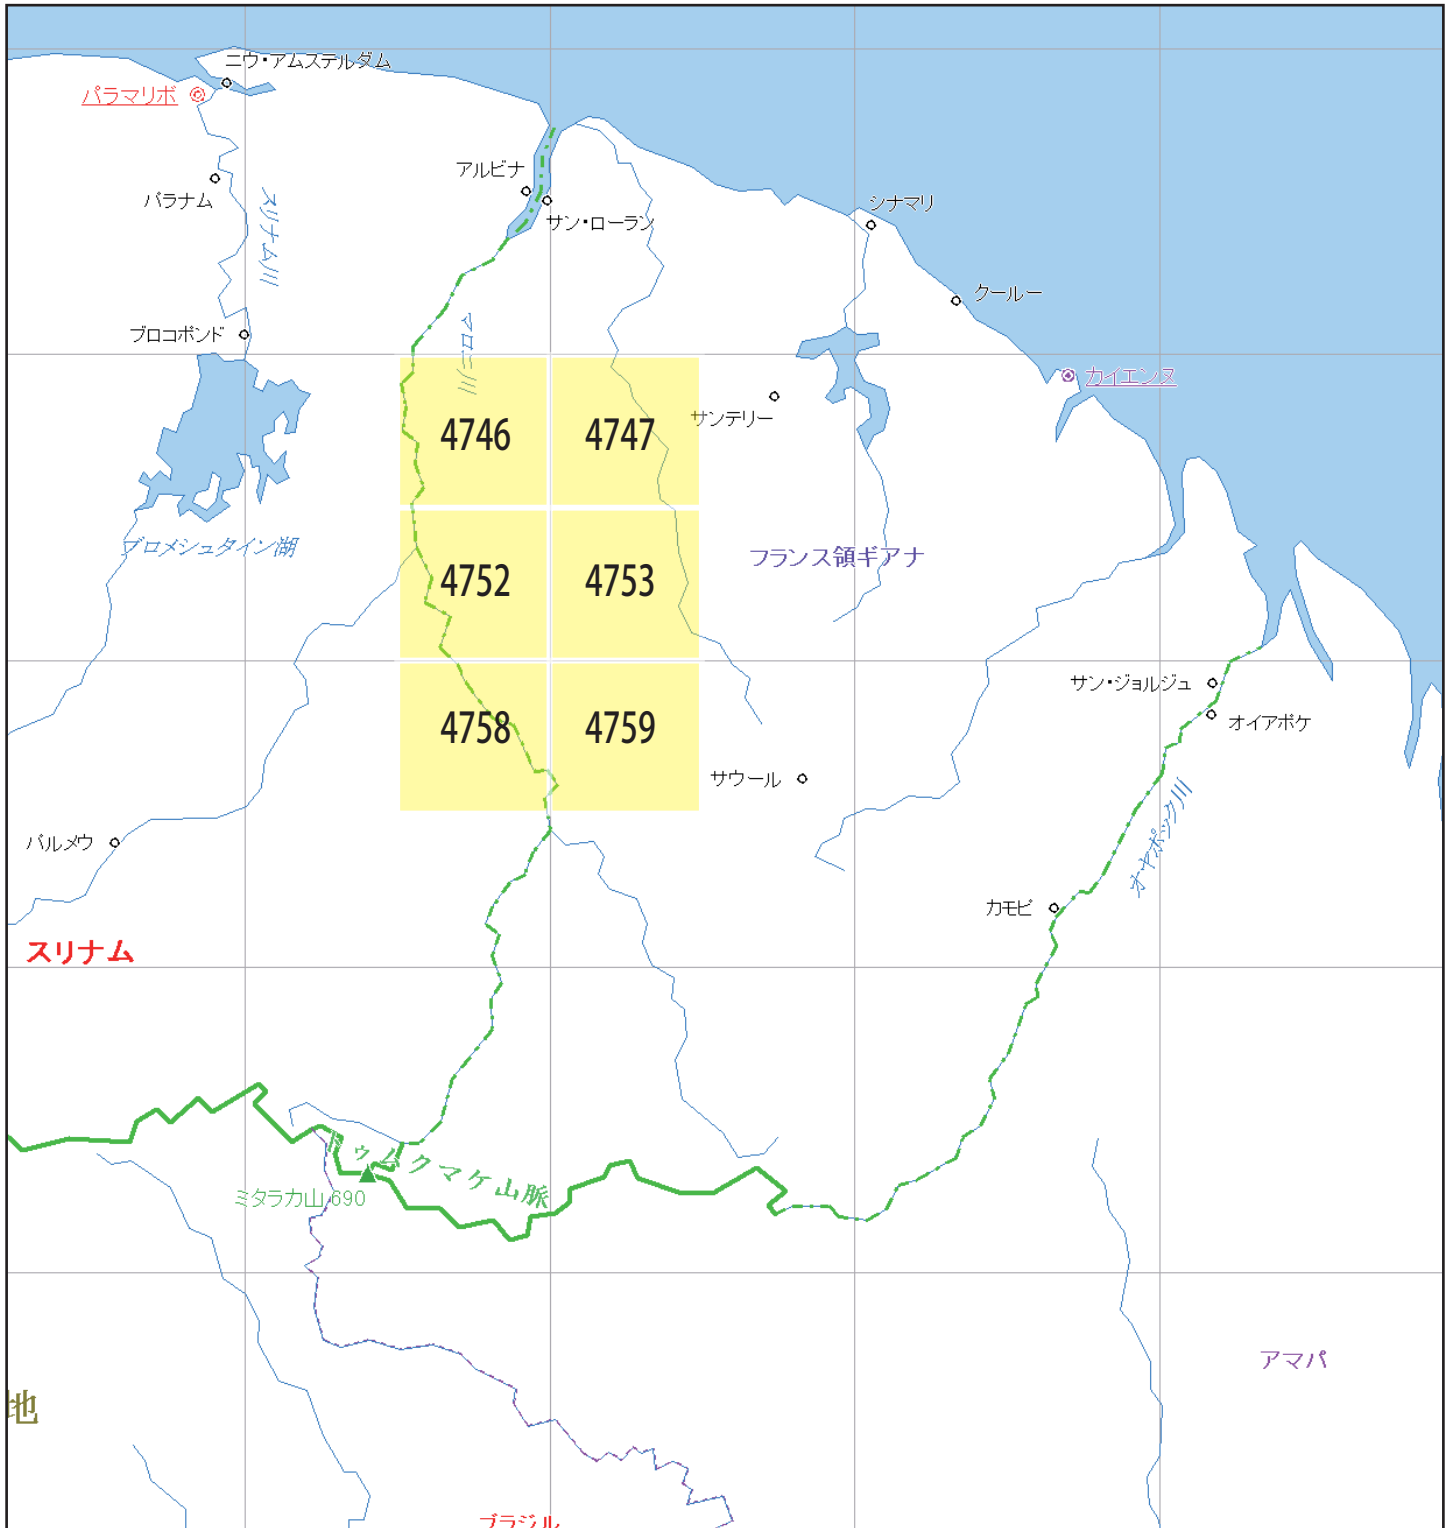 ニウ・アムステルダム
パラマリボ
アルビナ
パラナム
シナマリ
サン・ローラン
スリナム川
クールー
ブロコポンド
マロニ川
カイエンヌ
サンテリー
4746
4747
ブロメシュタイン湖
フランス領ギアナ
4752
4753
サン・ジョルジュ
オイアポケ
4758
4759
サウール
オヤポック川
パルメウ
カモピ
スリナム
トゥムクマケ山脈
ミタラカ山 690
アマパ
地
ブラジル